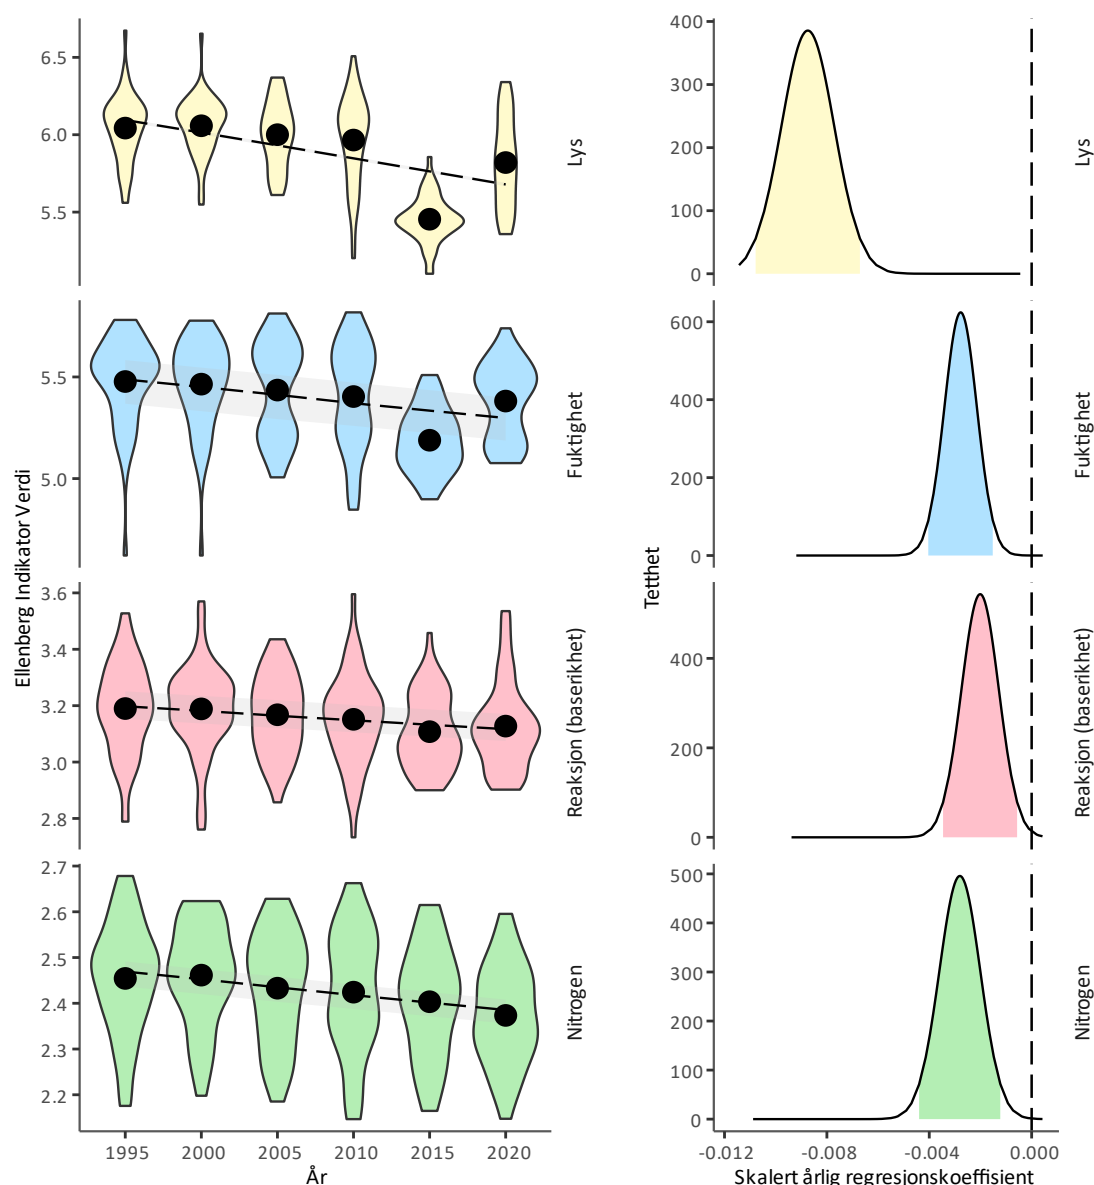 Ellenberg Indikator Verdi
6.5
6.0
5.5
Lys
5.5
5.0
Fuktighet
3.6
3.4
3.2
3.0
2.8
Reaksjon (baserikhet)
2.7
2.6
2.5
2.4
2.3
2.2
Nitrogen
1995 2000 2005 2010 2015 2020
År
Tetthet
400
300
200
100
0
Lys
600
400
200
0
Fuktighet
400
200
0
Reaksjon (baserikhet)
500
400
300
200
100
0
Nitrogen
-0.012 -0.008 -0.004 0.000
Skalert årlig regresjonskoeffisient